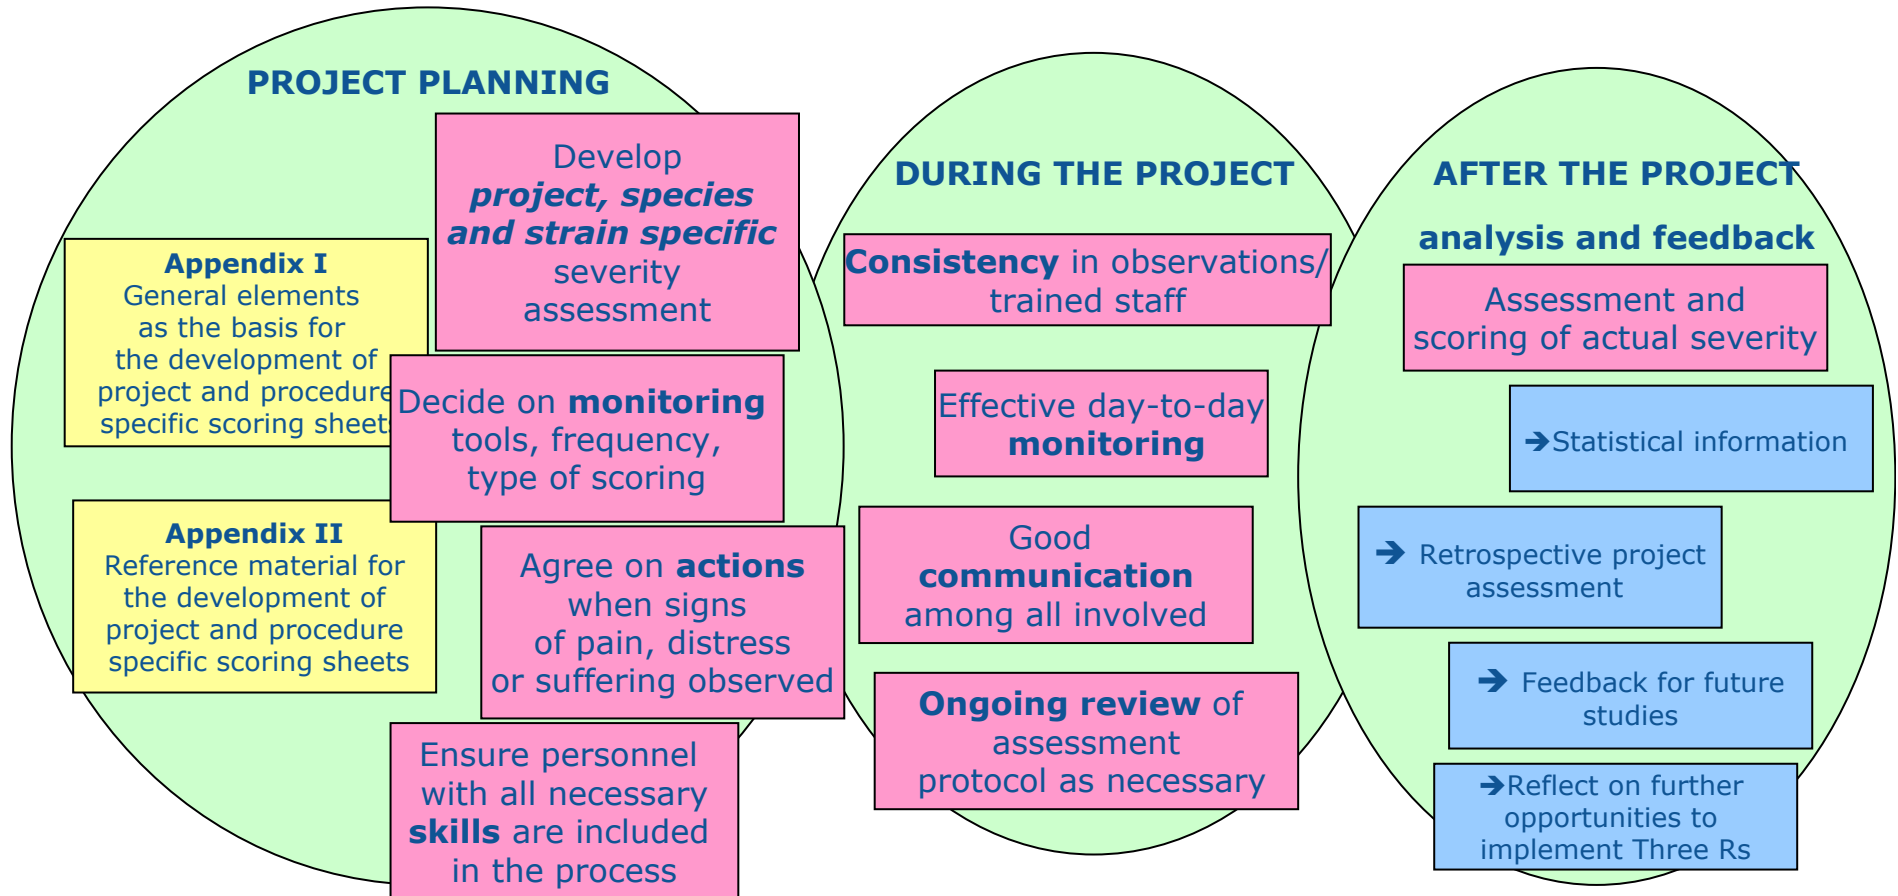 PROJECT PLANNING
Develop
project, species
and strain specific
severity
assessment
Appendix I
General elements
as the basis for
the development of
project and procedure
specific scoring sheets
Decide on monitoring
tools, frequency,
type of scoring
Appendix II
Reference material for
the development of
project and procedure
specific scoring sheets
Agree on actions
when signs
of pain, distress
or suffering observed
Ensure personnel
with all necessary
skills are included
in the process
DURING THE PROJECT
Consistency in observations/
trained staff
Effective day-to-day
monitoring
Good
communication
among all involved
Ongoing review of
assessment
protocol as necessary
AFTER THE PROJECT
analysis and feedback
Assessment and
scoring of actual severity
➔Statistical information
➔ Retrospective project
assessment
➔ Feedback for future
studies
➔Reflect on further
opportunities to
implement Three Rs